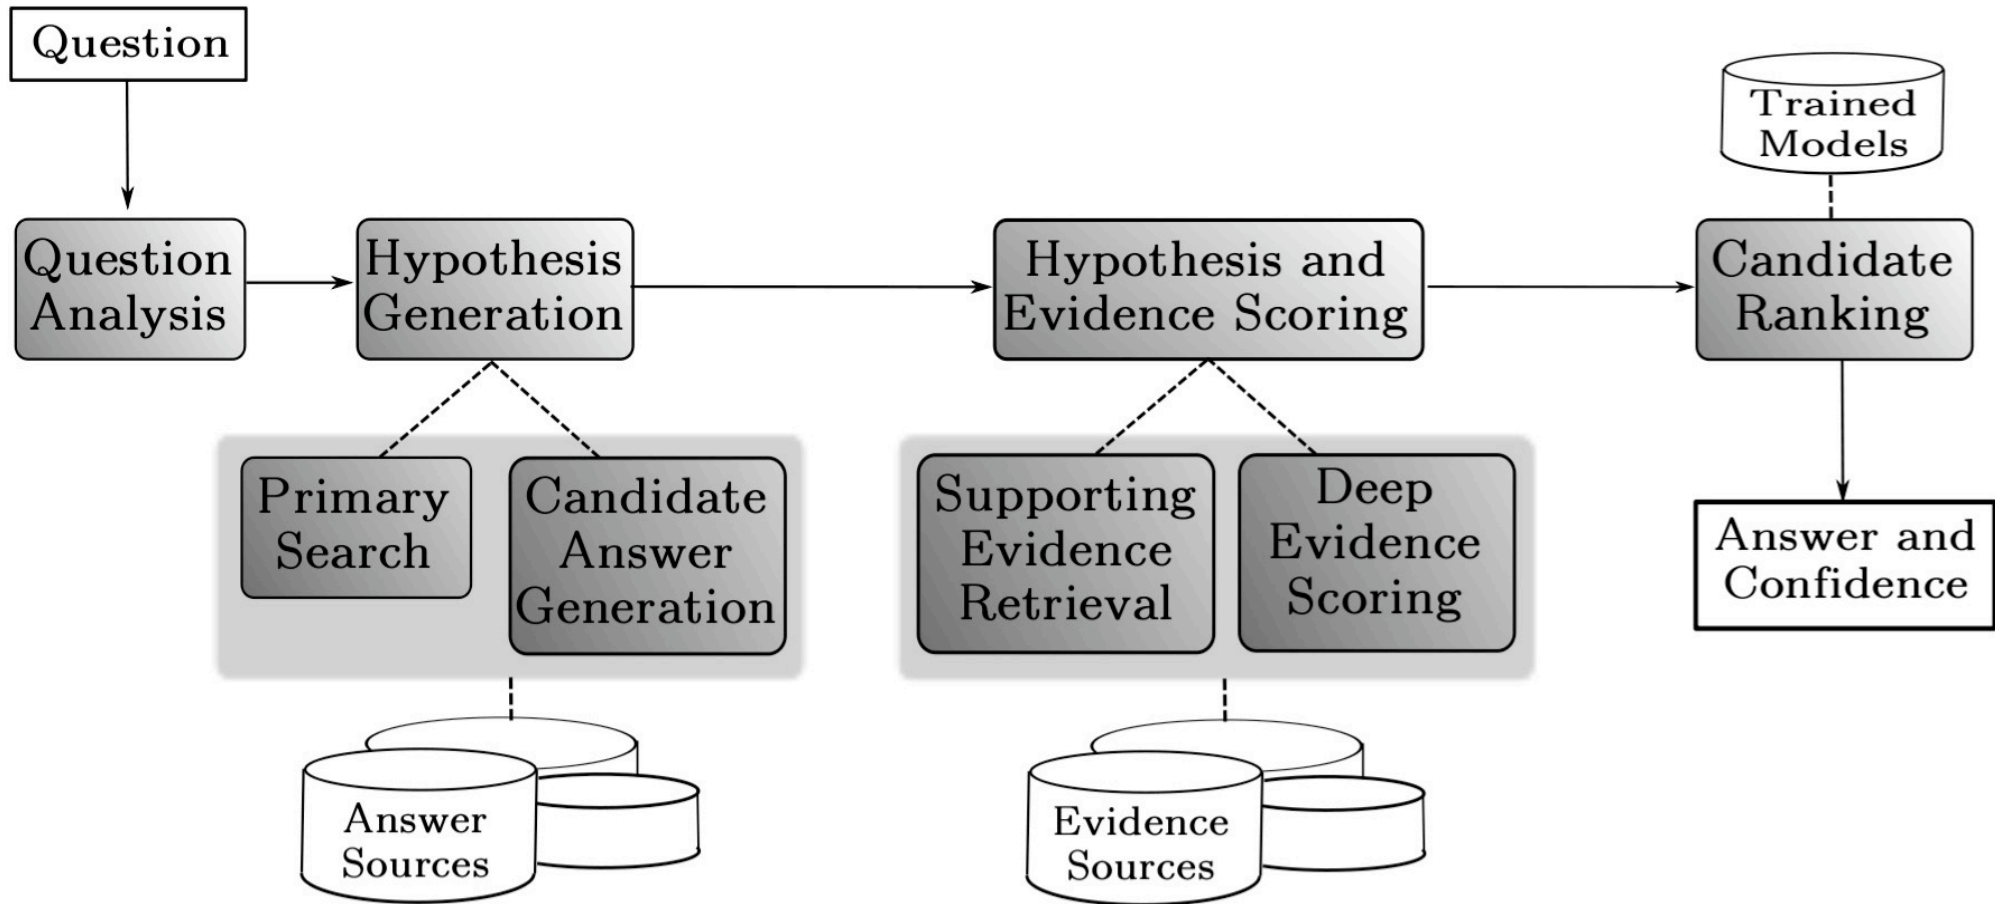 Question
Trained
Models
Question
Analysis
Hypothesis
Generation
Hypothesis and
Evidence Scoring
Candidate
Ranking
Primary
Search
Candidate
Answer
Generation
Supporting
Evidence
Retrieval
Deep
Evidence
Scoring
Answer and
Confidence
Answer
Sources
Evidence
Sources